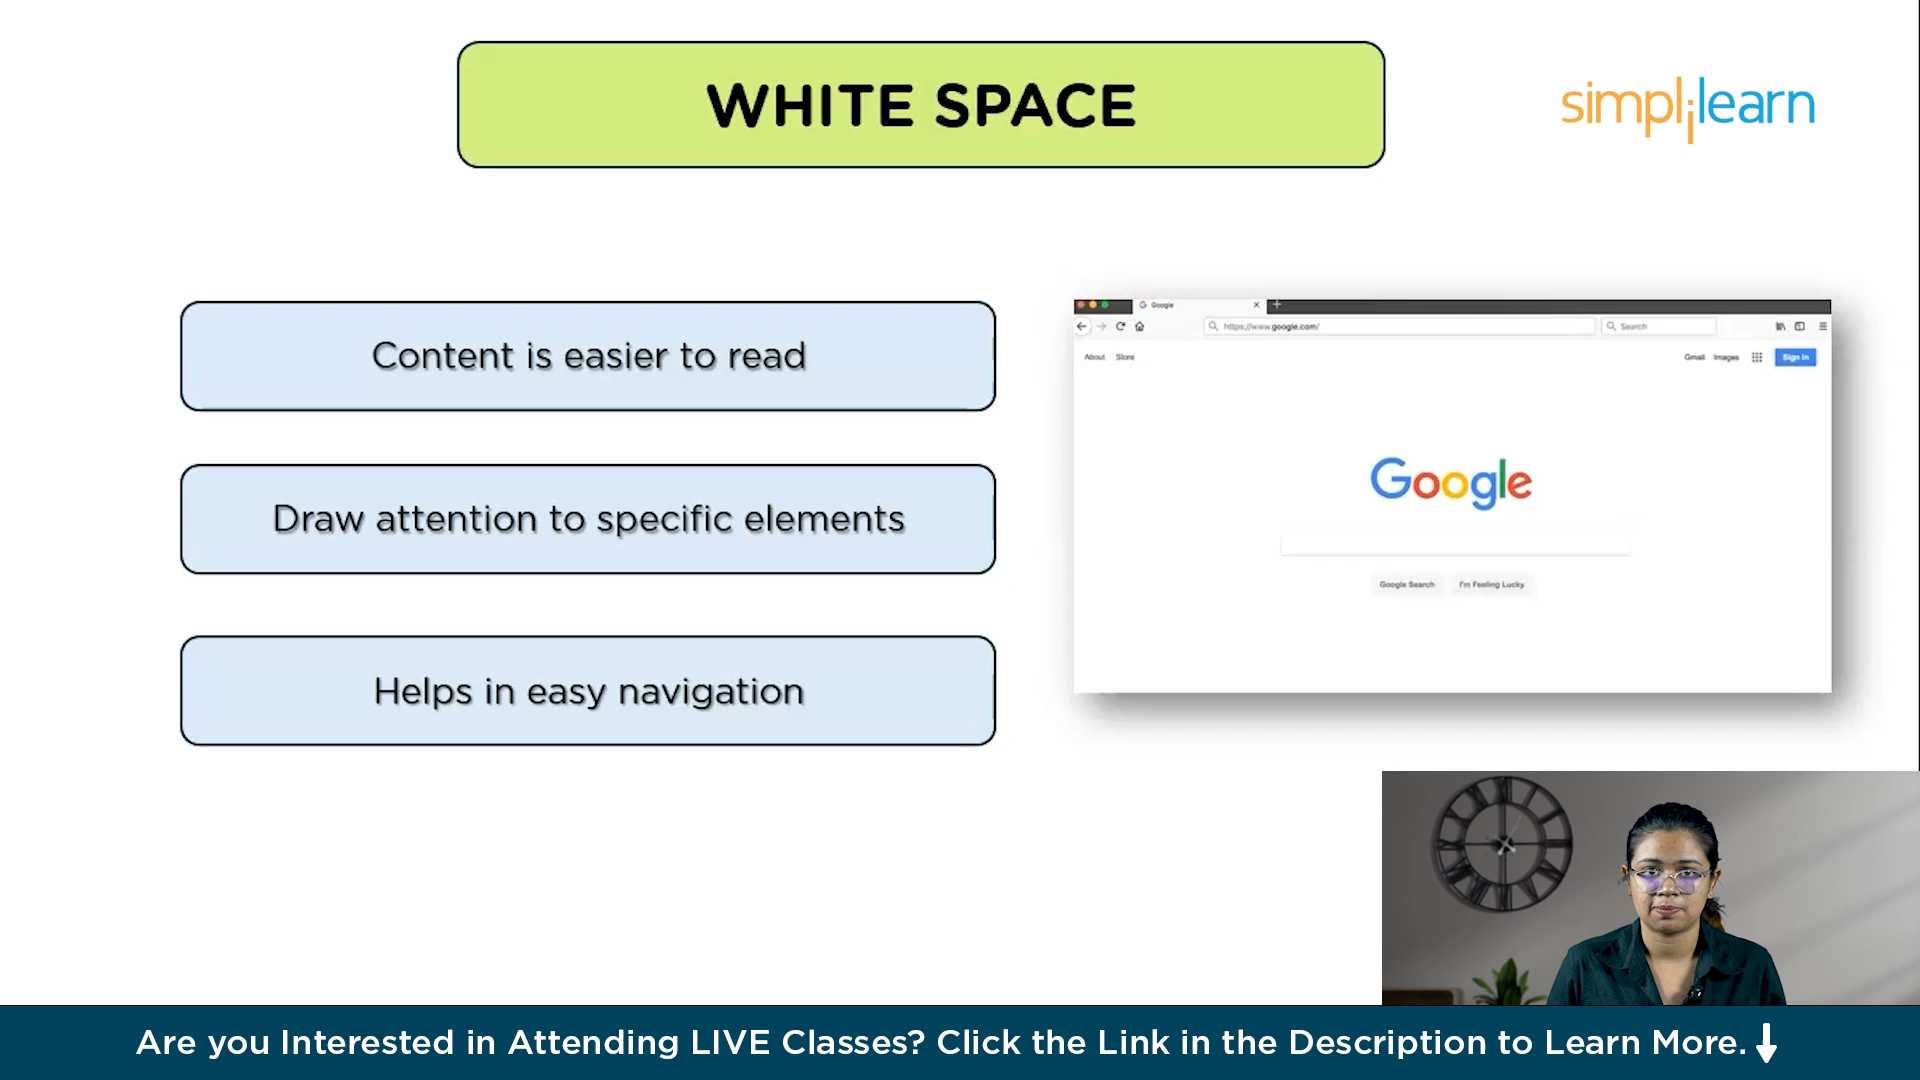 WHITE SPACE
simplilearn
Content is easier to read
Draw attention to specific elements
Helps in easy navigation
Google
https://www.google.com/
Search
About Store
Gmail Images Sign in
Google
Google Search I'm Feeling Lucky
Are you Interested in Attending LIVE Classes? Click the Link in the Description to Learn More.